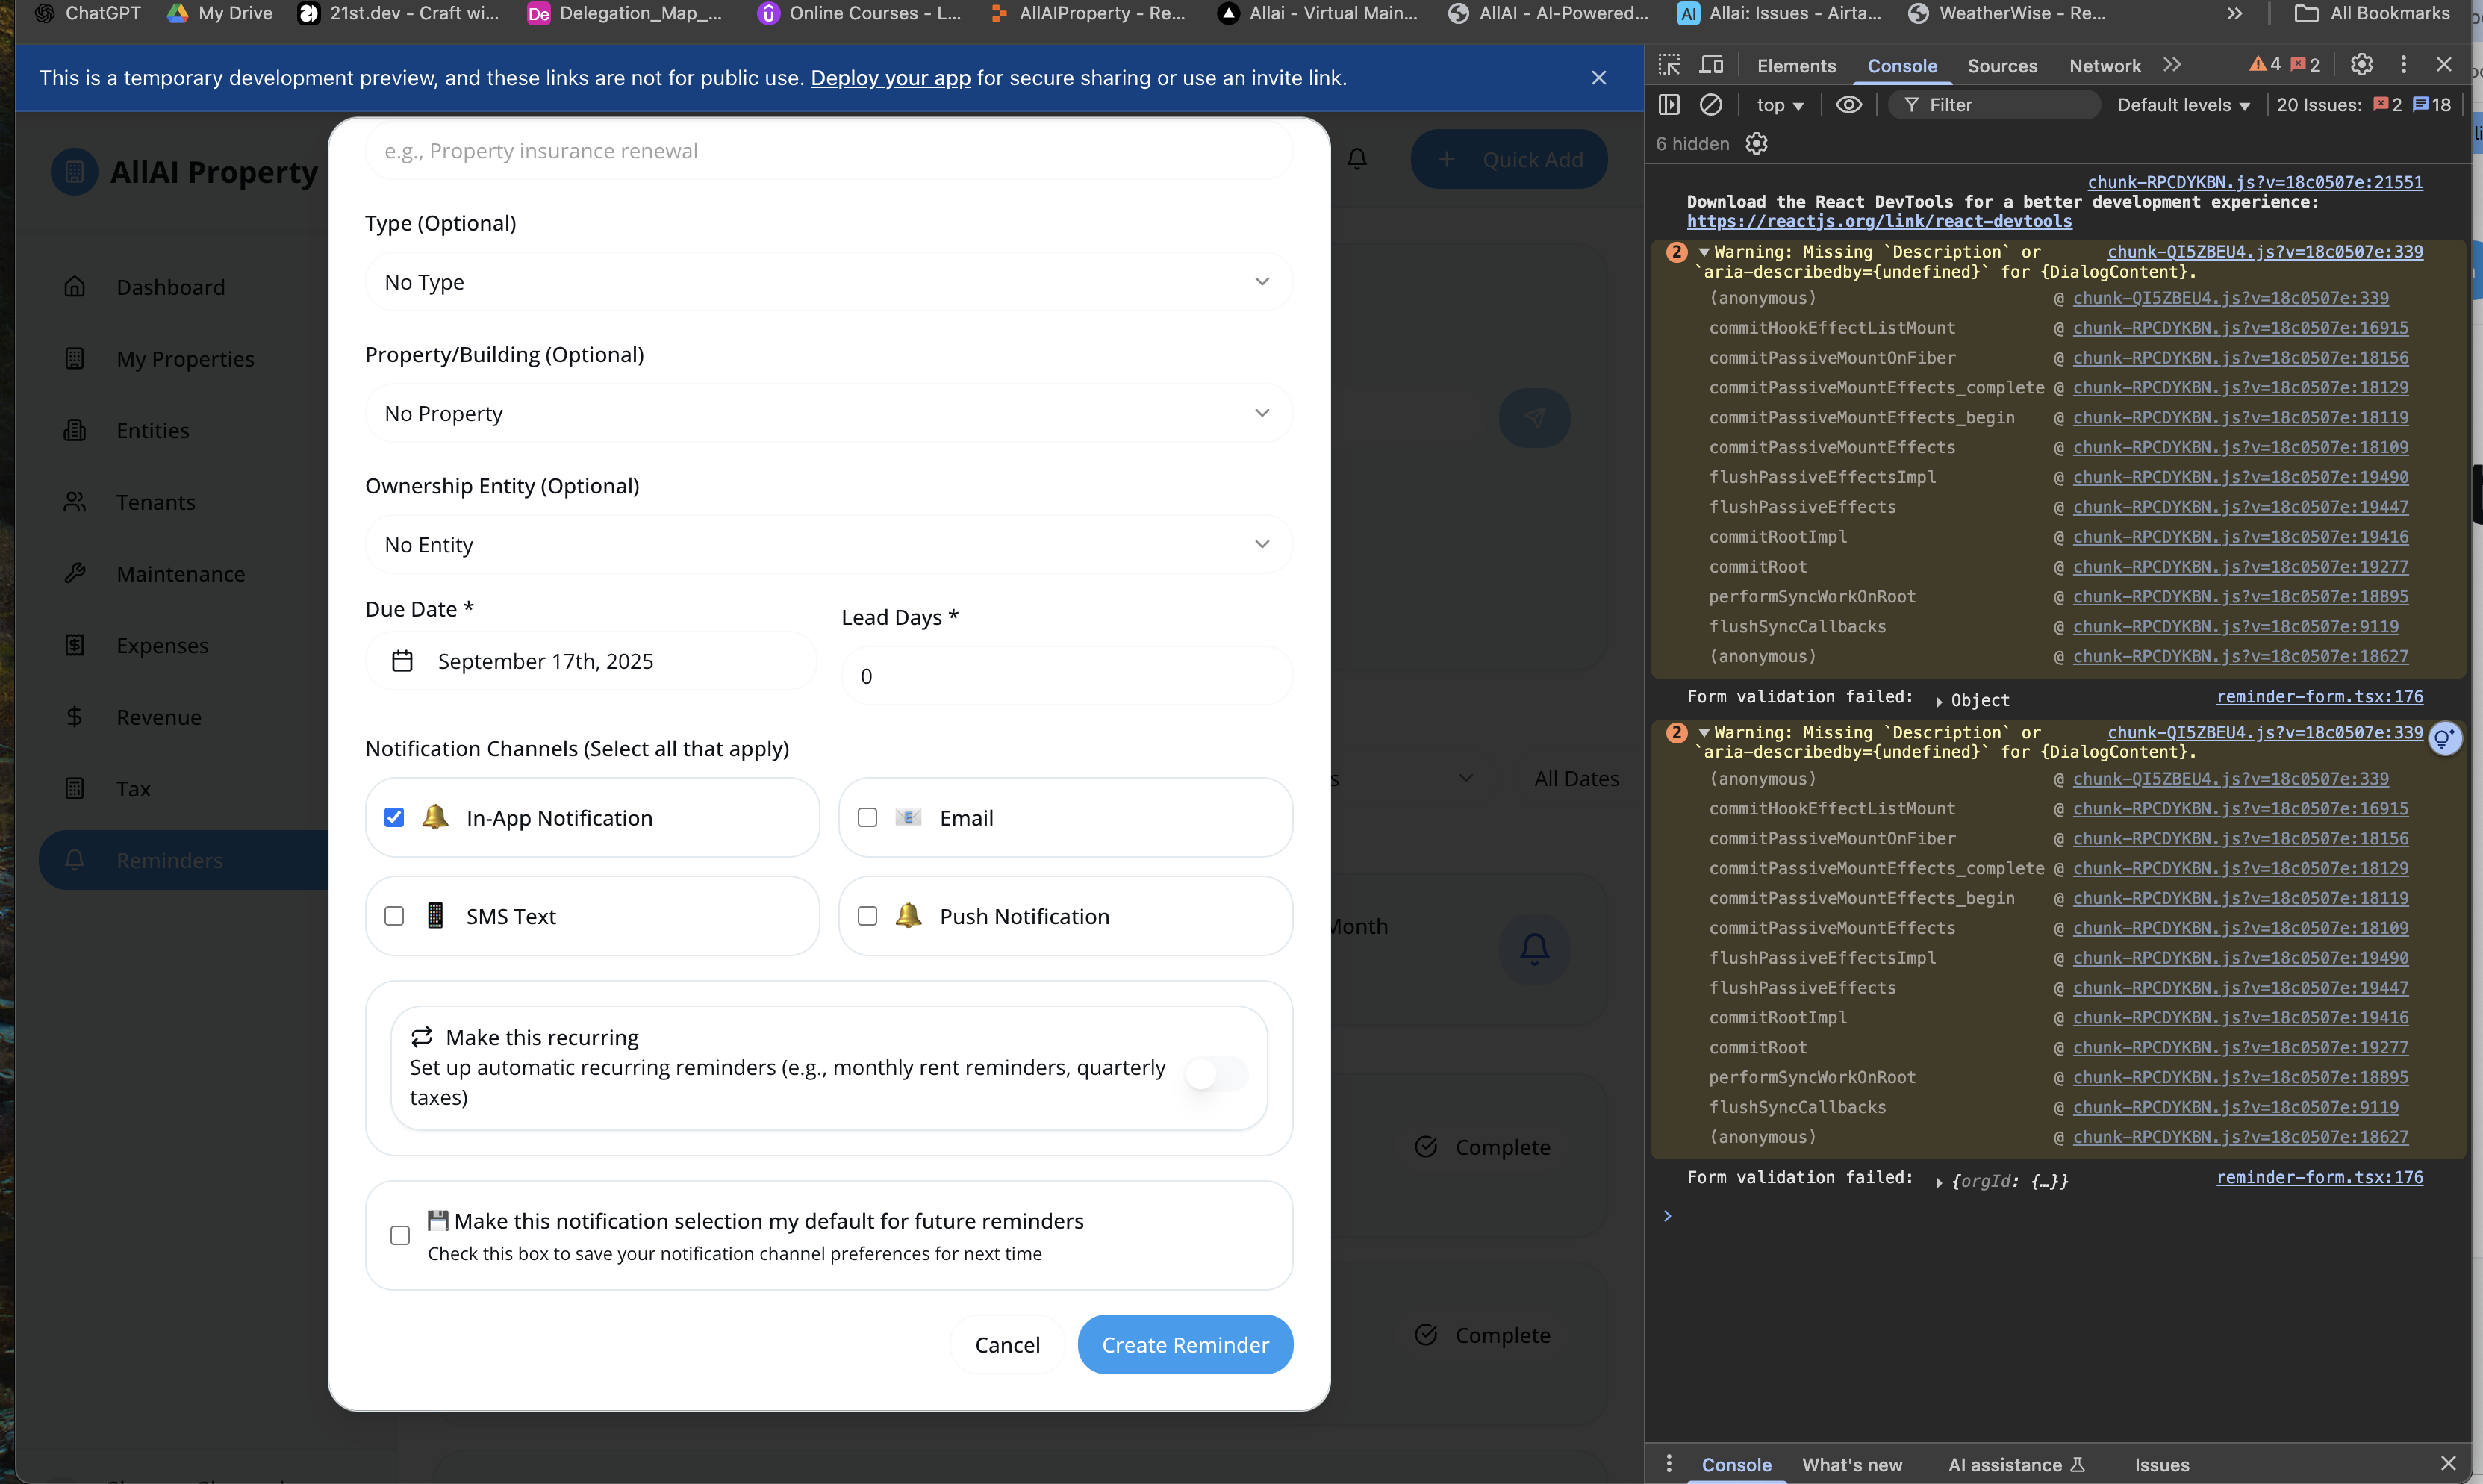 ChatGPT
My Drive
21st.dev - Craft wi...
De Delegation_Map_...
Online Courses - L...
AllAIProperty - Re...
Allai - Virtual Main...
AllAI - AI-Powered...
AI Allai: Issues - Airta...
WeatherWise - Re...
All Bookmarks
This is a temporary development preview, and these links are not for public use. Deploy your app for secure sharing or use an invite link.
AllAI Property
Quick Add
Dashboard
My Properties
Entities
Tenants
Maintenance
Expenses
Revenue
Tax
Reminders
e.g., Property insurance renewal
Type (Optional)
No Type
Property/Building (Optional)
No Property
Ownership Entity (Optional)
No Entity
Due Date *
September 17th, 2025
Lead Days *
0
Notification Channels (Select all that apply)
In-App Notification
Email
SMS Text
Push Notification
Make this recurring
Set up automatic recurring reminders (e.g., monthly rent reminders, quarterly
taxes)
Make this notification selection my default for future reminders
Check this box to save your notification channel preferences for next time
Cancel
Create Reminder
All Dates
Complete
Complete
Elements Console Sources Network 4 2
top Filter Default levels 20 Issues: 2 18
6 hidden
chunk-RPCDYKBN.js?v=18c0507e:21551
Download the React DevTools for a better development experience:
https://reactjs.org/link/react-devtools
2 Warning: Missing `Description` or chunk-QI5ZBEU4.js?v=18c0507e:339
`aria-describedby={undefined}` for {DialogContent}.
(anonymous) @ chunk-QI5ZBEU4.js?v=18c0507e:339
commitHookEffectListMount @ chunk-RPCDYKBN.js?v=18c0507e:16915
commitPassiveMountOnFiber @ chunk-RPCDYKBN.js?v=18c0507e:18156
commitPassiveMountEffects_complete @ chunk-RPCDYKBN.js?v=18c0507e:18129
commitPassiveMountEffects_begin @ chunk-RPCDYKBN.js?v=18c0507e:18119
commitPassiveMountEffects @ chunk-RPCDYKBN.js?v=18c0507e:18109
flushPassiveEffectsImpl @ chunk-RPCDYKBN.js?v=18c0507e:19490
flushPassiveEffects @ chunk-RPCDYKBN.js?v=18c0507e:19447
commitRootImpl @ chunk-RPCDYKBN.js?v=18c0507e:19416
commitRoot @ chunk-RPCDYKBN.js?v=18c0507e:19277
performSyncWorkOnRoot @ chunk-RPCDYKBN.js?v=18c0507e:18895
flushSyncCallbacks @ chunk-RPCDYKBN.js?v=18c0507e:9119
(anonymous) @ chunk-RPCDYKBN.js?v=18c0507e:18627
Form validation failed: Object reminder-form.tsx:176
2 Warning: Missing `Description` or chunk-QI5ZBEU4.js?v=18c0507e:339
`aria-describedby={undefined}` for {DialogContent}.
(anonymous) @ chunk-QI5ZBEU4.js?v=18c0507e:339
commitHookEffectListMount @ chunk-RPCDYKBN.js?v=18c0507e:16915
commitPassiveMountOnFiber @ chunk-RPCDYKBN.js?v=18c0507e:18156
commitPassiveMountEffects_complete @ chunk-RPCDYKBN.js?v=18c0507e:18129
commitPassiveMountEffects_begin @ chunk-RPCDYKBN.js?v=18c0507e:18119
commitPassiveMountEffects @ chunk-RPCDYKBN.js?v=18c0507e:18109
flushPassiveEffectsImpl @ chunk-RPCDYKBN.js?v=18c0507e:19490
flushPassiveEffects @ chunk-RPCDYKBN.js?v=18c0507e:19447
commitRootImpl @ chunk-RPCDYKBN.js?v=18c0507e:19416
commitRoot @ chunk-RPCDYKBN.js?v=18c0507e:19277
performSyncWorkOnRoot @ chunk-RPCDYKBN.js?v=18c0507e:18895
flushSyncCallbacks @ chunk-RPCDYKBN.js?v=18c0507e:9119
(anonymous) @ chunk-RPCDYKBN.js?v=18c0507e:18627
Form validation failed: {orgId: {…}} reminder-form.tsx:176
Console What's new AI assistance Issues